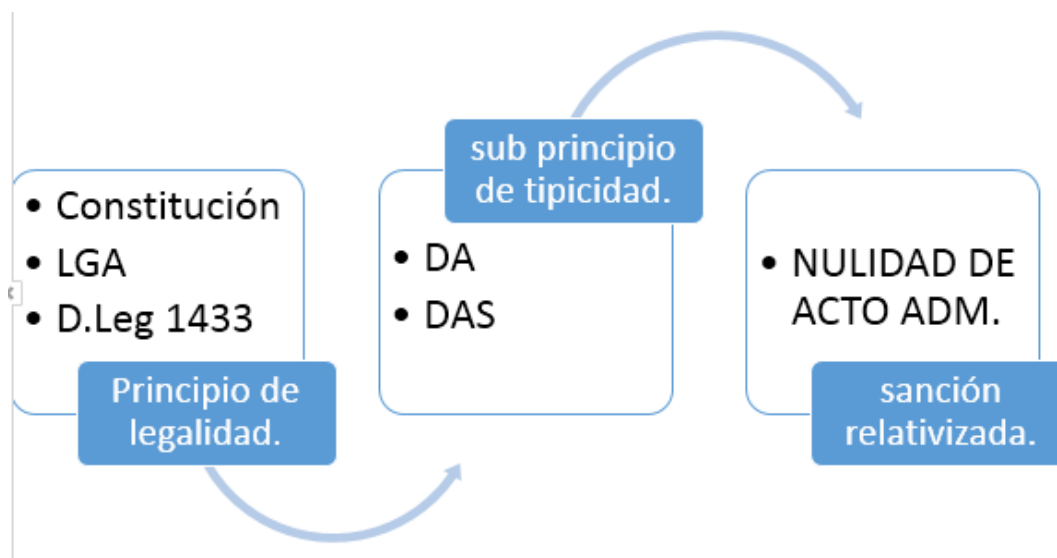 • Constitución
• LGA
• D.Leg 1433
Principio de
legalidad.
sub principio
de tipicidad.
• DA
• DAS
• NULIDAD DE
ACTO ADM.
sanción
relativizada.